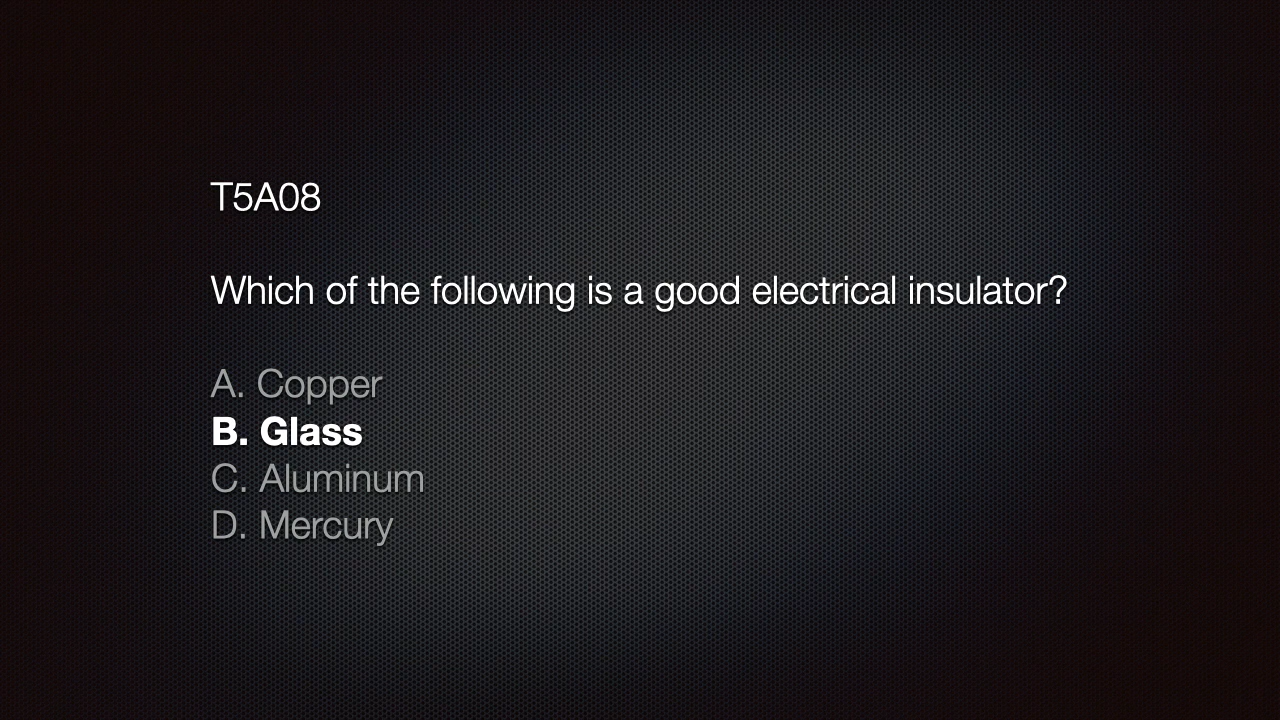 T5A08
Which of the following is a good electrical insulator?
A. Copper
B. Glass
C. Aluminum
D. Mercury